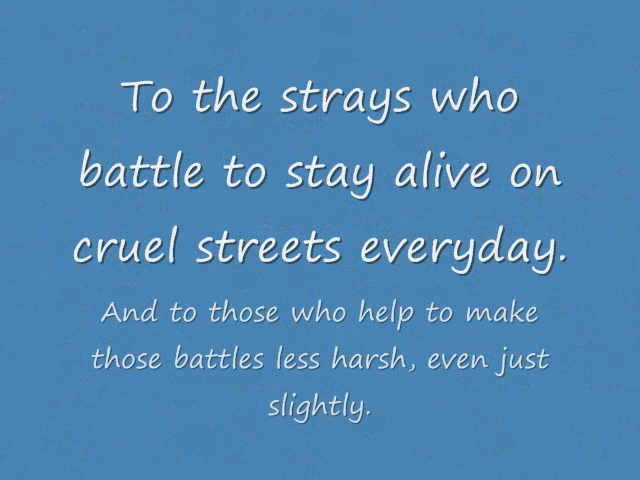 To the strays who
battle to stay alive on
cruel streets everyday.
And to those who help to make
those battles less harsh, even just
slightly.